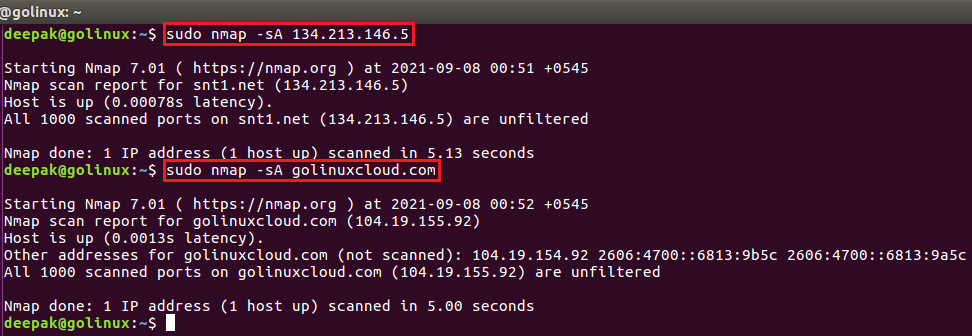 @golinux: ~
deepak@golinux:~$ sudo nmap -sA 134.213.146.5
Starting Nmap 7.01 ( https://nmap.org ) at 2021-09-08 00:51 +0545
Nmap scan report for snt1.net (134.213.146.5)
Host is up (0.00078s latency).
All 1000 scanned ports on snt1.net (134.213.146.5) are unfiltered
Nmap done: 1 IP address (1 host up) scanned in 5.13 seconds
deepak@golinux:~$ sudo nmap -sA golinuxcloud.com
Starting Nmap 7.01 ( https://nmap.org ) at 2021-09-08 00:52 +0545
Nmap scan report for golinuxcloud.com (104.19.155.92)
Host is up (0.0013s latency).
Other addresses for golinuxcloud.com (not scanned): 104.19.154.92 2606:4700::6813:9b5c 2606:4700::6813:9a5c
All 1000 scanned ports on golinuxcloud.com (104.19.155.92) are unfiltered
Nmap done: 1 IP address (1 host up) scanned in 5.00 seconds
deepak@golinux:~$